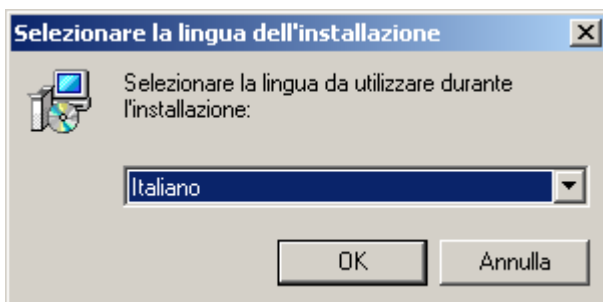 Selezionare la lingua dell'installazione
Selezionare la lingua da utilizzare durante
l'installazione:
Italiano
OK
Annulla